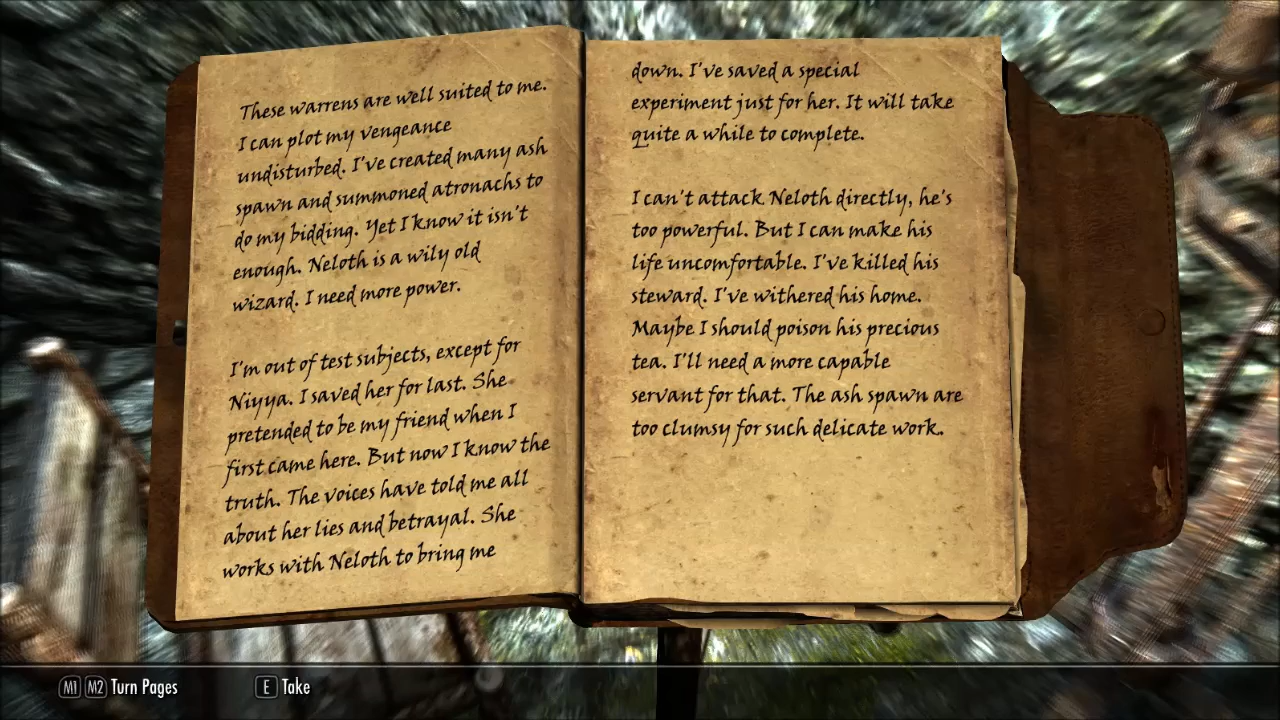 These warrens are well suited to me.
I can plot my vengeance
undisturbed. I've created many ash
spawn and summoned atronachs to
do my bidding. Yet I know it isn't
enough. Neloth is a wily old
wizard. I need more power.
I'm out of test subjects, except for
Niyya. I saved her for last. She
pretended to be my friend when I
first came here. But now I know the
truth. The voices have told me all
about her lies and betrayal. She
works with Neloth to bring me
down. I've saved a special
experiment just for her. It will take
quite a while to complete.
I can't attack Neloth directly, he's
too powerful. But I can make his
life uncomfortable. I've killed his
steward. I've withered his home.
Maybe I should poison his precious
tea. I'll need a more capable
servant for that. The ash spawn are
too clumsy for such delicate work.
M1 M2 Turn Pages E Take